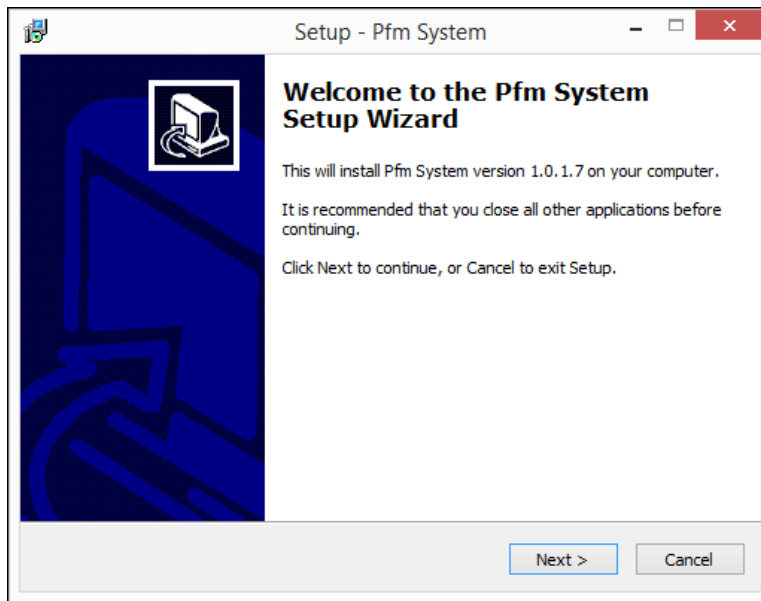 Setup - Pfm System
Welcome to the Pfm System
Setup Wizard
This will install Pfm System version 1.0.1.7 on your computer.
It is recommended that you close all other applications before
continuing.
Click Next to continue, or Cancel to exit Setup.
Next >
Cancel